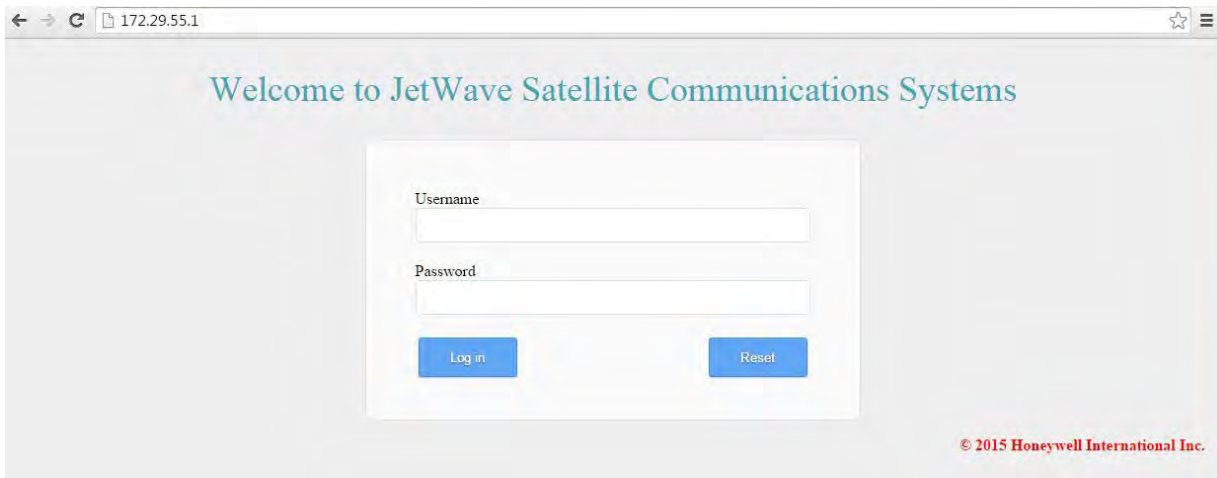 172.29.55.1
Welcome to JetWave Satellite Communications Systems
Username
Password
Log in
Reset
© 2015 Honeywell International Inc.